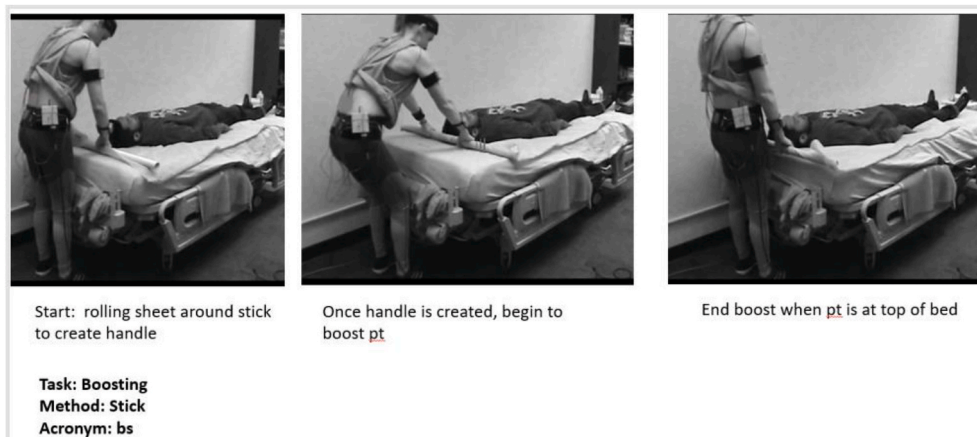 Start:  rolling sheet around stick
to create handle
Once handle is created, begin to
boost pt
End boost when pt is at top of bed
Task: Boosting
Method: Stick
Acronym: bs